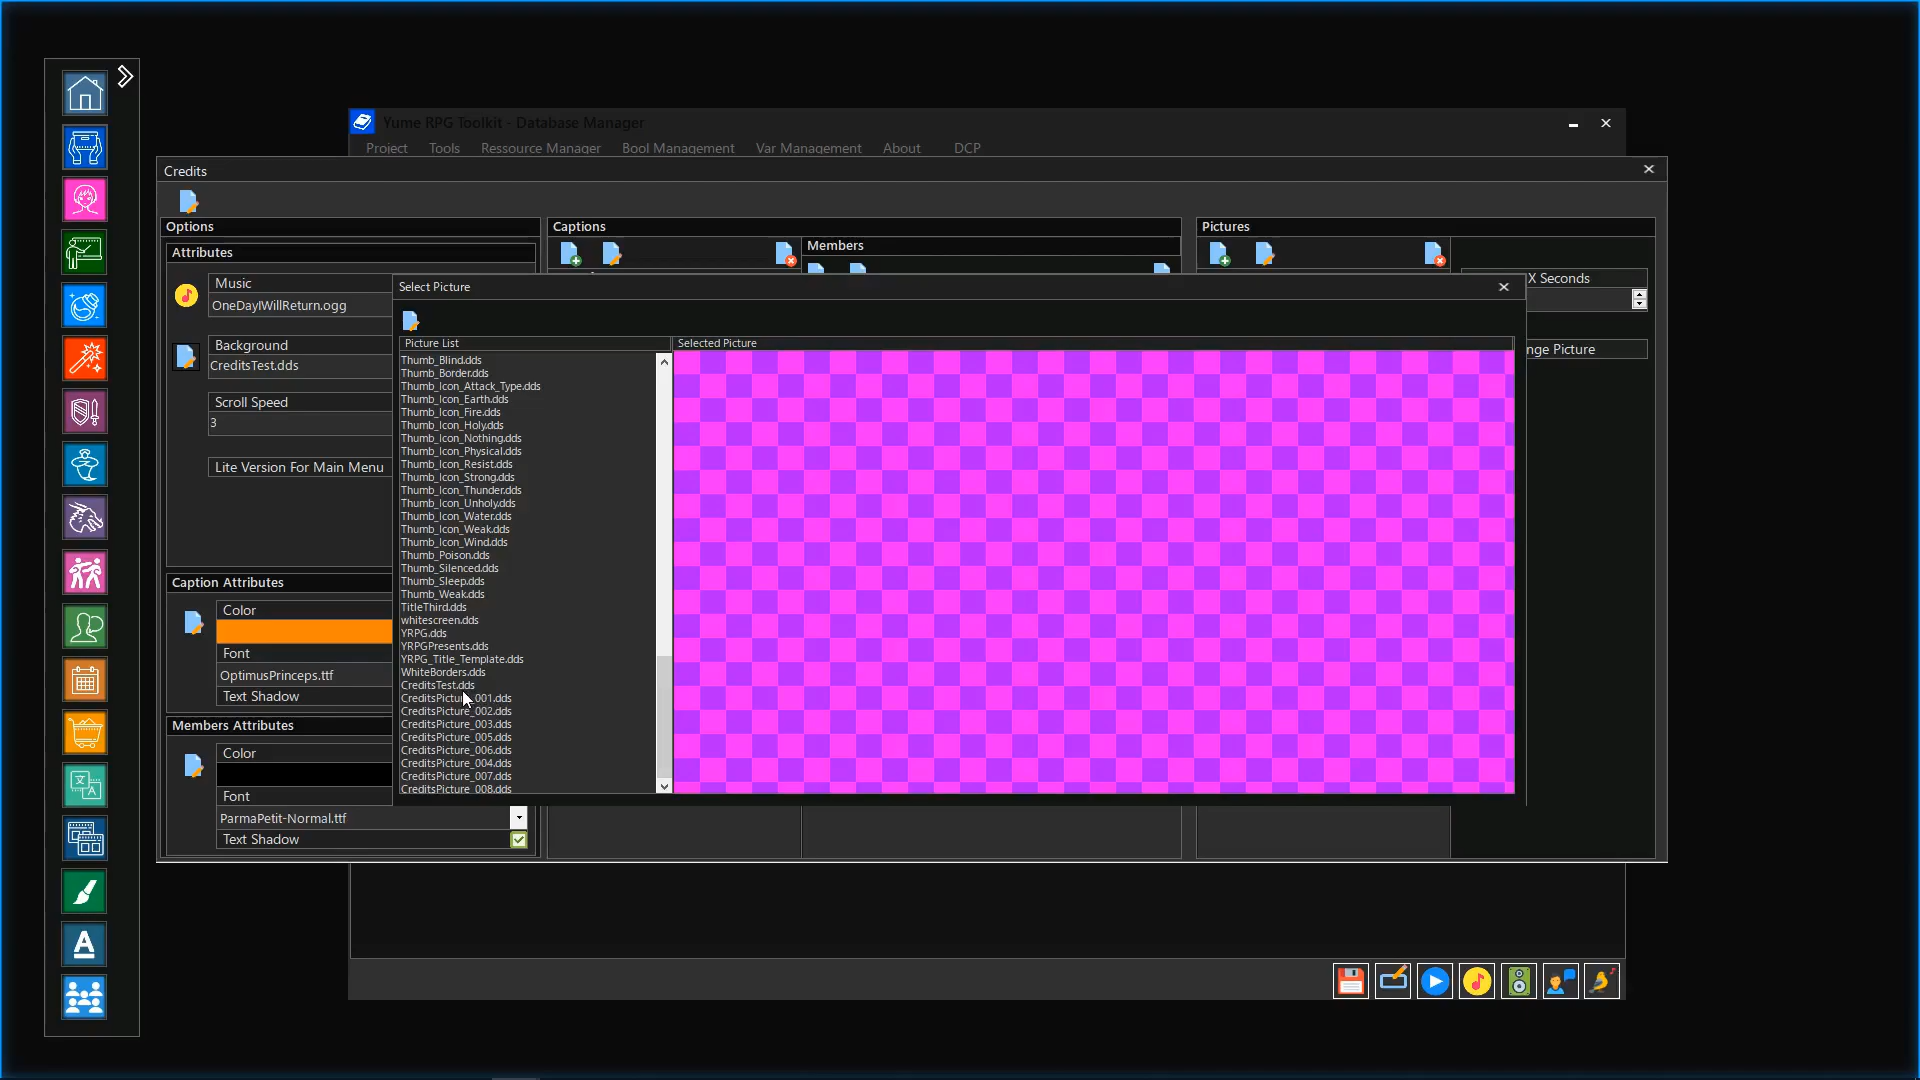 Yume RPG Toolkit - Database Manager
Project Tools Ressource Manager Bool Management Var Management About DCP
Credits
Options
Attributes
Music
OneDayIWillReturn.ogg
Background
CreditsTest.dds
Scroll Speed
3
Lite Version For Main Menu
Caption Attributes
Color
Font
OptimusPrinceps.ttf
Text Shadow
Members Attributes
Color
Font
ParmaPetit-Normal.ttf
Text Shadow
Captions
Members
Pictures
X Seconds
nge Picture
Select Picture
Picture List
Selected Picture
Thumb_Blind.dds
Thumb_Border.dds
Thumb_Icon_Attack_Type.dds
Thumb_Icon_Earth.dds
Thumb_Icon_Fire.dds
Thumb_Icon_Holy.dds
Thumb_Icon_Nothing.dds
Thumb_Icon_Physical.dds
Thumb_Icon_Resist.dds
Thumb_Icon_Strong.dds
Thumb_Icon_Thunder.dds
Thumb_Icon_Unholy.dds
Thumb_Icon_Water.dds
Thumb_Icon_Weak.dds
Thumb_Icon_Wind.dds
Thumb_Poison.dds
Thumb_Silenced.dds
Thumb_Sleep.dds
Thumb_Weak.dds
TitleThird.dds
whitescreen.dds
YRPG.dds
YRPGPresents.dds
YRPG_Title_Template.dds
WhiteBorders.dds
CreditsTest.dds
CreditsPicture_001.dds
CreditsPicture_002.dds
CreditsPicture_003.dds
CreditsPicture_005.dds
CreditsPicture_006.dds
CreditsPicture_004.dds
CreditsPicture_007.dds
CreditsPicture_008.dds